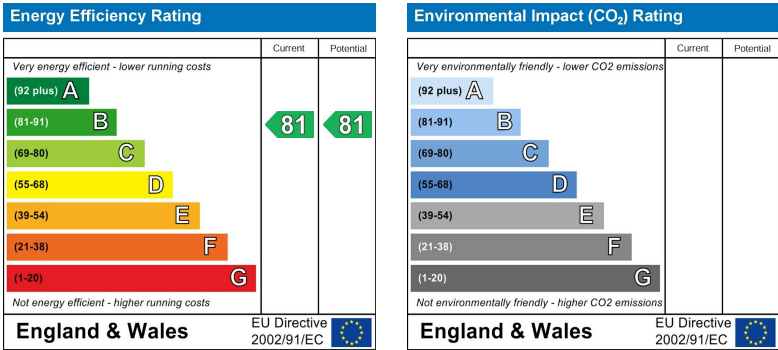 Energy Efficiency Rating
Current Potential
Very energy efficient - lower running costs
(92 plus) A
(81-91) B
81 81
(69-80) C
(55-68) D
(39-54) E
(21-38) F
(1-20) G
Not energy efficient - higher running costs
England & Wales
EU Directive
2002/91/EC
Environmental Impact (CO₂) Rating
Current Potential
Very environmentally friendly - lower CO2 emissions
(92 plus) A
(81-91) B
(69-80) C
(55-68) D
(39-54) E
(21-38) F
(1-20) G
Not environmentally friendly - higher CO2 emissions
England & Wales
EU Directive
2002/91/EC